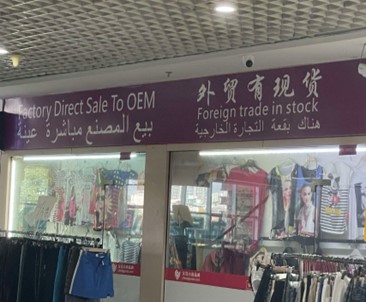 Factory Direct Sale To OEM
بيع المصنع مباشرة عينة
外贸有现货
Foreign trade in stock
هناك بقعة التجارة الخارجية